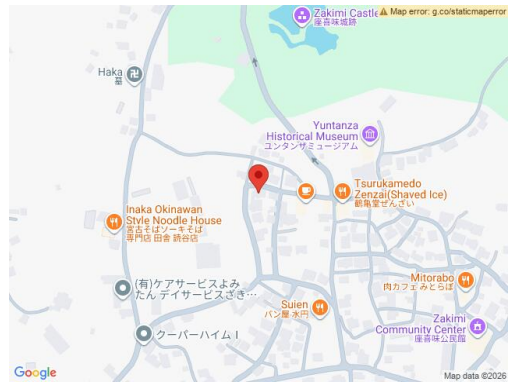 Zakimi Castle
座喜味城跡
Map error: g.co/staticmaperror
Haka
墓
Yuntanza
Historical Museum
ユンタンザミュージアム
Tsurukamedo
Zenzai(Shaved Ice)
鶴亀堂ぜんざい
Inaka Okinawan
Style Noodle House
宮古そばソーキそば
専門店 田舎 読谷店
Mitorabo
肉カフェ みとらぼ
(有)ケアサービスよみ
たん デイサービスざき…
Suien
パン屋 水円
Zakimi
Community Center
座喜味公民館
クーパーハイム I
Google
Map data ©2026